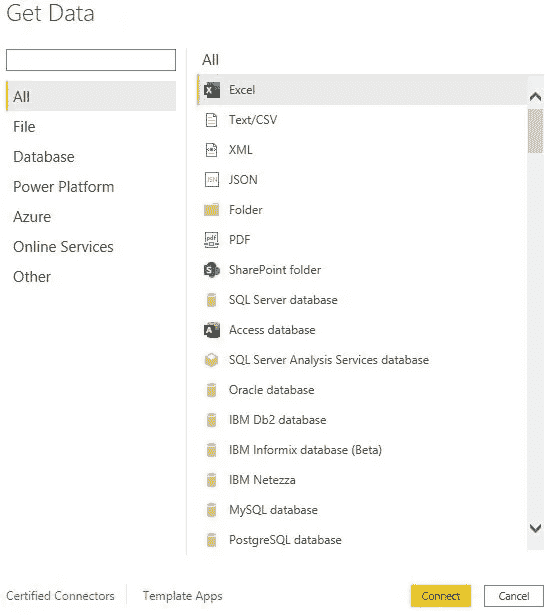 Get Data
All
File
Database
Power Platform
Azure
Online Services
Other
All
Excel
Text/CSV
XML
JSON
Folder
PDF
SharePoint folder
SQL Server database
Access database
SQL Server Analysis Services database
Oracle database
IBM Db2 database
IBM Informix database (Beta)
IBM Netezza
MySQL database
PostgreSQL database
Certified Connectors
Template Apps
Connect
Cancel